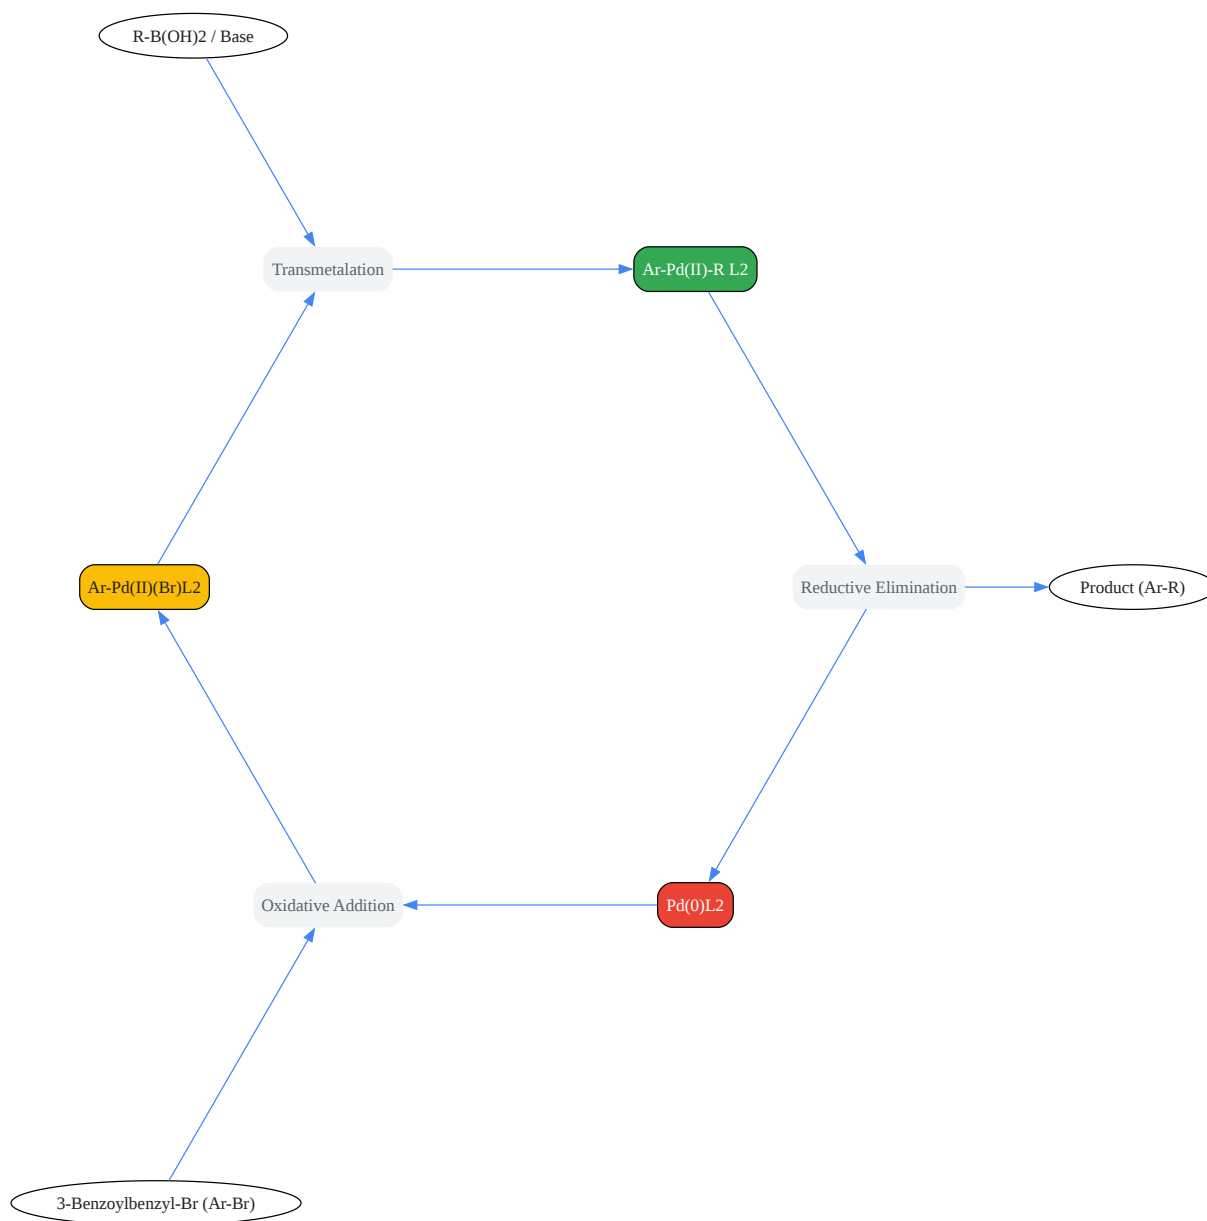 R-B(OH)2 / Base
Transmetalation
Ar-Pd(II)-R L2
Ar-Pd(II)(Br)L2
Reductive Elimination
Product (Ar-R)
Oxidative Addition
Pd(0)L2
3-Benzoylbenzyl-Br (Ar-Br)